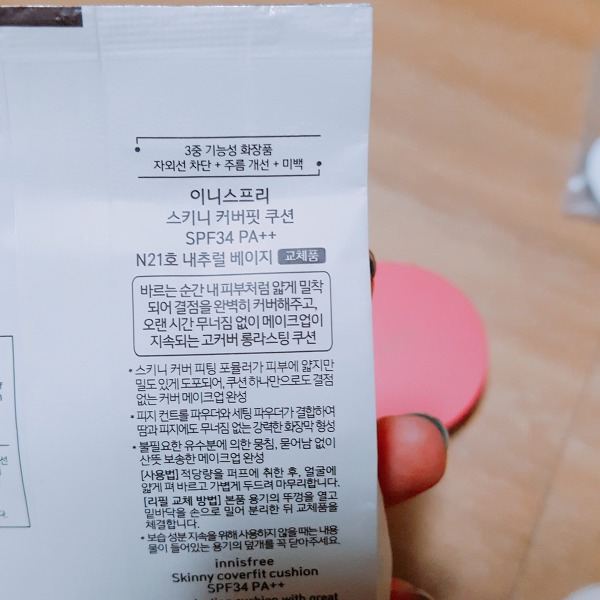 3중 기능성 화장품
자외선 차단 + 주름 개선 + 미백
이니스프리
스키니 커버핏 쿠션
SPF34 PA++
N21호 내추럴 베이지 교체품
바르는 순간 내 피부처럼 얇게 밀착
되어 결점을 완벽히 커버해주고,
오랜 시간 무너짐 없이 메이크업이
지속되는 고커버 롱라스팅 쿠션
• 스키니 커버 피팅 포뮬러가 피부에 얇지만
밀도 있게 도포되어, 쿠션 하나만으로도 결점
없는 커버 메이크업 완성
• 피지 컨트롤 파우더와 세팅 파우더가 결합하여
땀과 피지에도 무너짐 없는 강력한 화장막 형성
• 불필요한 유수분에 의한 뭉침, 묻어남 없이
산뜻 보송한 메이크업 완성
[사용법] 적당량을 퍼프에 취한 후, 얼굴에
얇게 펴 바르고 가볍게 두드려 마무리합니다.
[리필 교체 방법] 본품 용기의 뚜껑을 열고
밑바닥을 손으로 밀어 분리한 뒤 교체품을
체결합니다.
• 보습 성분 지속을 위해 사용하지 않을 때는 내용
물이 들어있는 용기의 덮개를 꼭 닫아주세요.
innisfree
Skinny coverfit cushion
SPF34 PA++
cushion with great